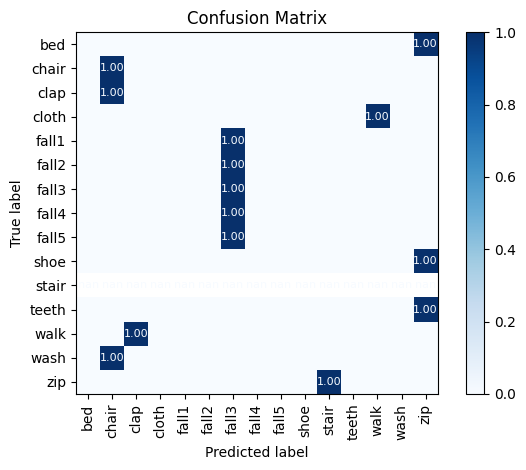 Confusion Matrix
True label
bed
chair
clap
cloth
fall1
fall2
fall3
fall4
fall5
shoe
stair
teeth
walk
wash
zip
1.00
1.00
1.00
1.00
1.00
1.00
1.00
1.00
1.00
1.00
1.00
1.00
1.00
1.00
bed chair clap cloth fall1 fall2 fall3 fall4 fall5 shoe stair teeth walk wash zip
Predicted label
1.0
0.8
0.6
0.4
0.2
0.0